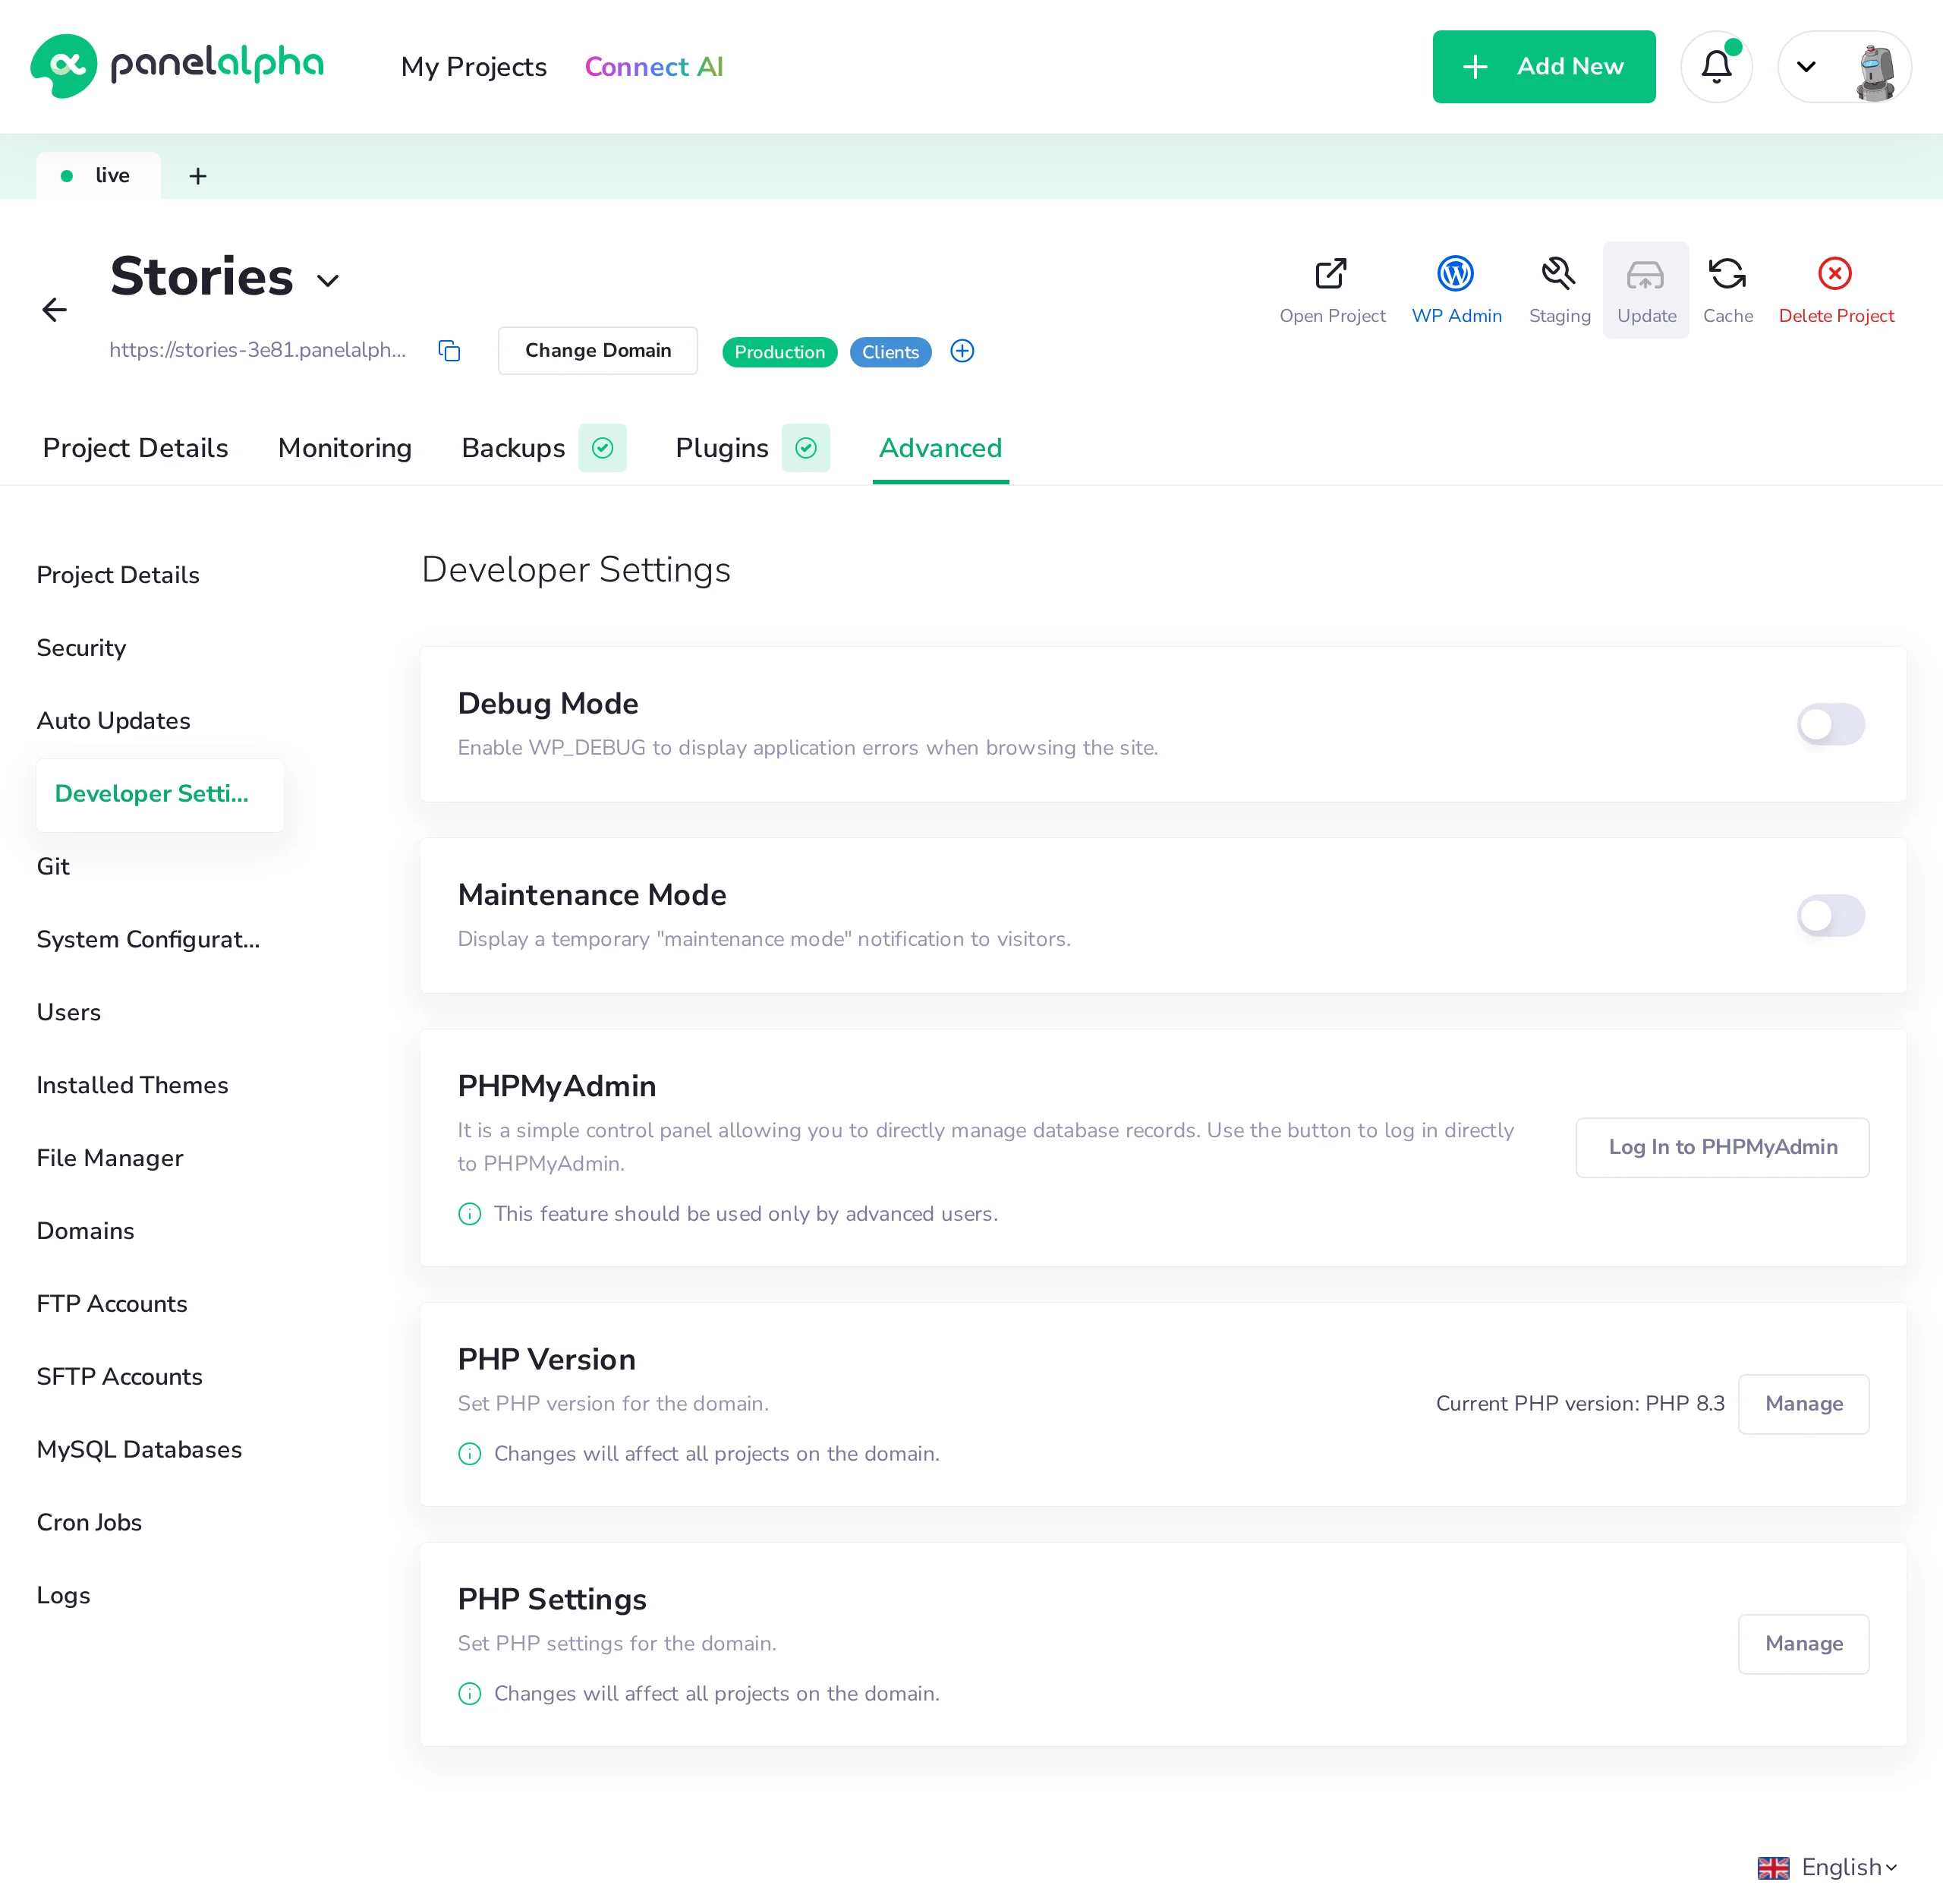 panelalpha
My Projects
Connect AI
Add New
live
Stories
https://stories-3e81.panelalph...
Change Domain
Production
Clients
Open Project
WP Admin
Staging
Update
Cache
Delete Project
Project Details
Monitoring
Backups
Plugins
Advanced
Project Details
Security
Auto Updates
Developer Setti...
Git
System Configurat...
Users
Installed Themes
File Manager
Domains
FTP Accounts
SFTP Accounts
MySQL Databases
Cron Jobs
Logs
Developer Settings
Debug Mode
Enable WP_DEBUG to display application errors when browsing the site.
Maintenance Mode
Display a temporary "maintenance mode" notification to visitors.
PHPMyAdmin
It is a simple control panel allowing you to directly manage database records. Use the button to log in directly
to PHPMyAdmin.
This feature should be used only by advanced users.
Log In to PHPMyAdmin
PHP Version
Set PHP version for the domain.
Changes will affect all projects on the domain.
Current PHP version: PHP 8.3
Manage
PHP Settings
Set PHP settings for the domain.
Changes will affect all projects on the domain.
Manage
English